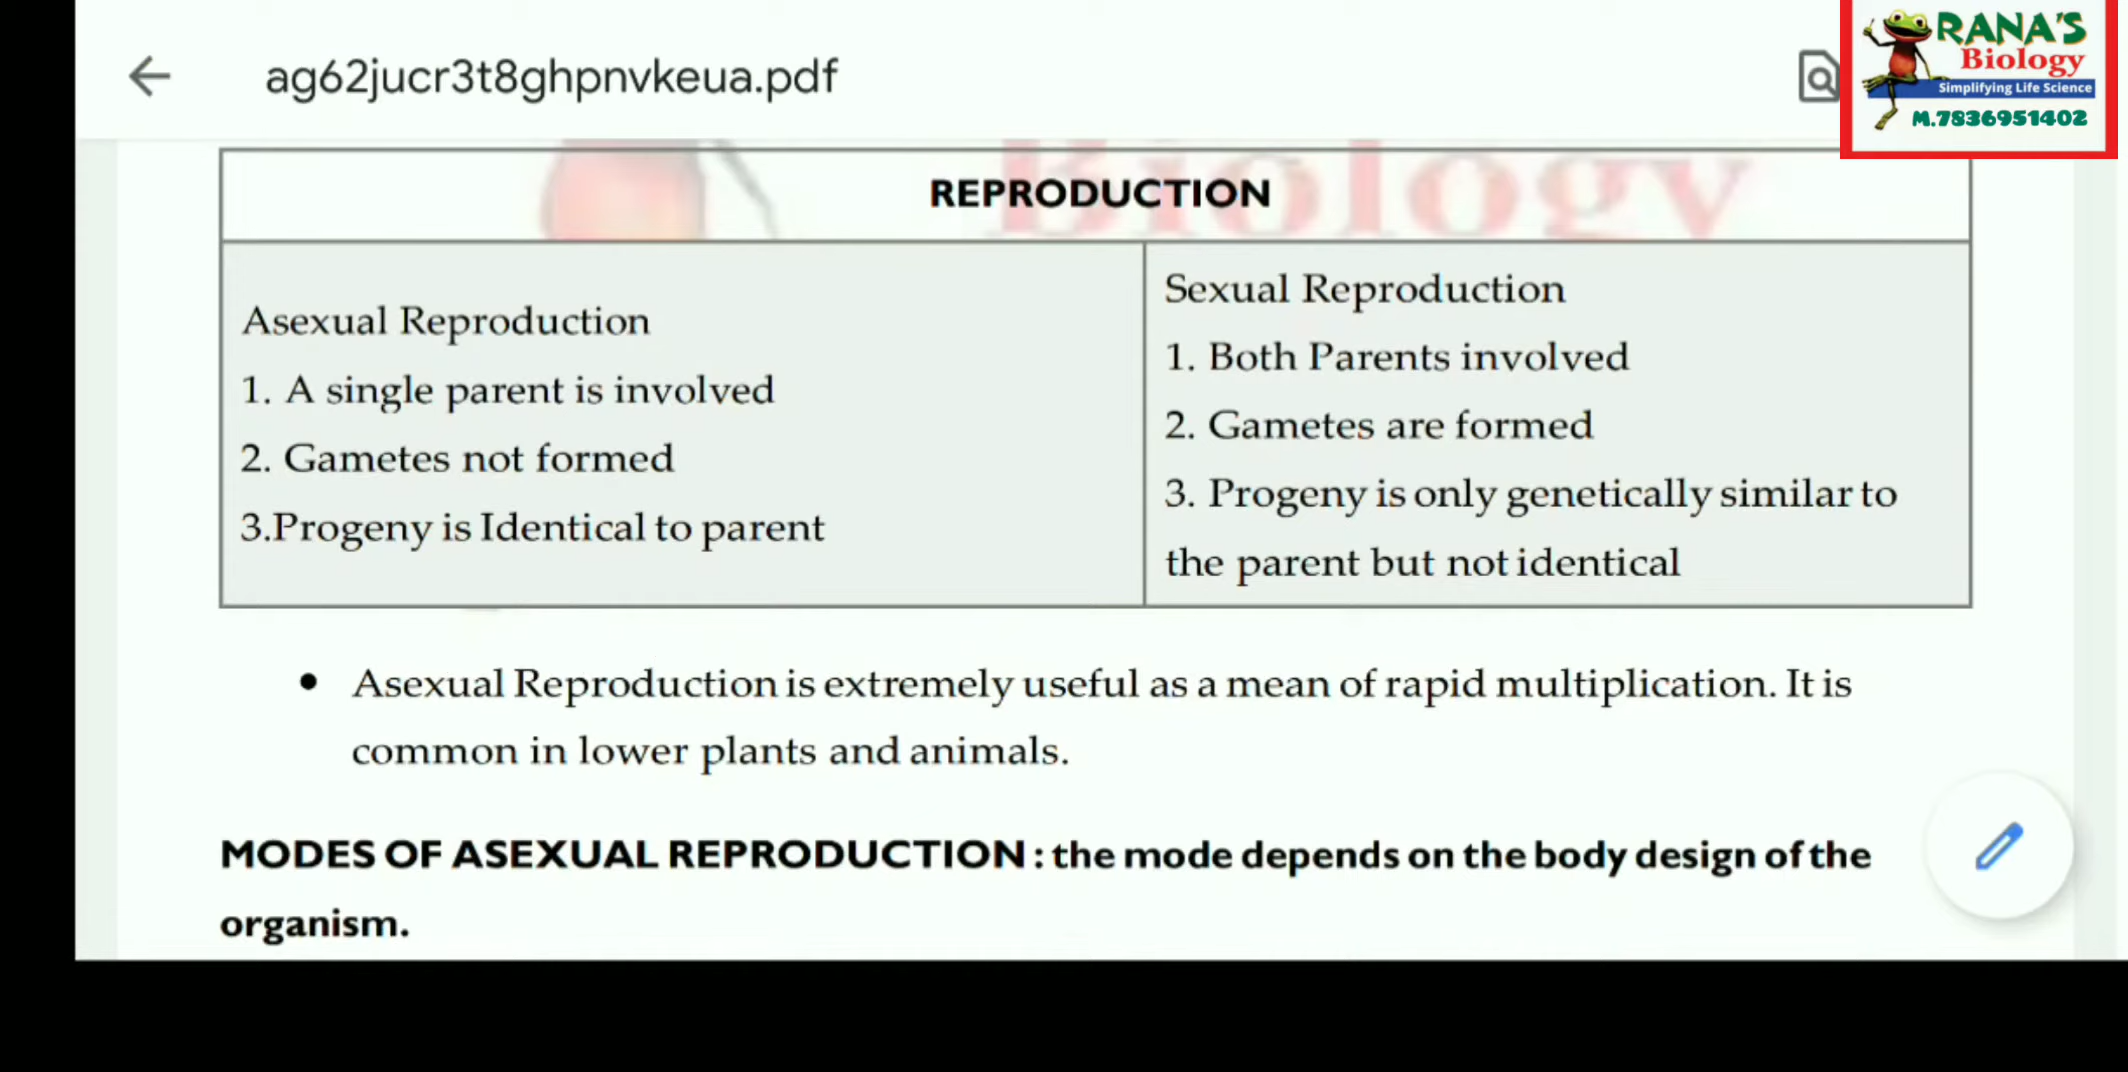 ag62jucr3t8ghpnvkeua.pdf
RANA'S
Biology
Simplifying Life Science
M.7836951402
Biology
REPRODUCTION
Asexual Reproduction
1. A single parent is involved
2. Gametes not formed
3.Progeny is Identical to parent
Sexual Reproduction
1. Both Parents involved
2. Gametes are formed
3. Progeny is only genetically similar to
the parent but not identical
• Asexual Reproduction is extremely useful as a mean of rapid multiplication. It is
common in lower plants and animals.
MODES OF ASEXUAL REPRODUCTION : the mode depends on the body design of the
organism.